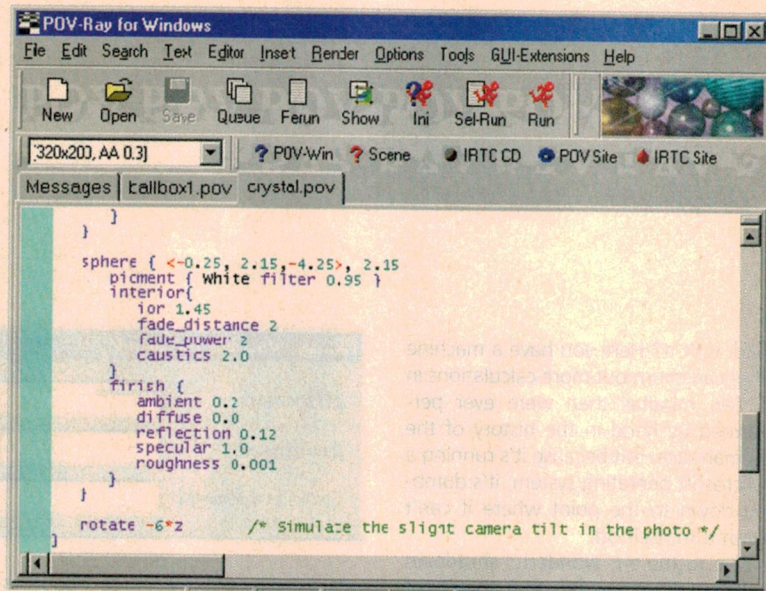 POV-Ray for Windows
File Edit Search Text Editor Insert Render Options Tools GUI-Extensions Help
New Open Save Queue Rerun Show Ini Sel-Run Run
[320x200, AA 0.3] POV-Win Scene IRTC CD POV Site IRTC Site
Messages ballbox1.pov crystal.pov
}
}
sphere { <-0.25, 2.15,-4.25>, 2.15
pigment { White filter 0.95 }
interior{
ior 1.45
fade_distance 2
fade_power 2
caustics 2.0
}
finish {
ambient 0.2
diffuse 0.0
reflection 0.12
specular 1.0
roughness 0.001
}
}
rotate -6*z /* Simulate the slight camera tilt in the photo */
}